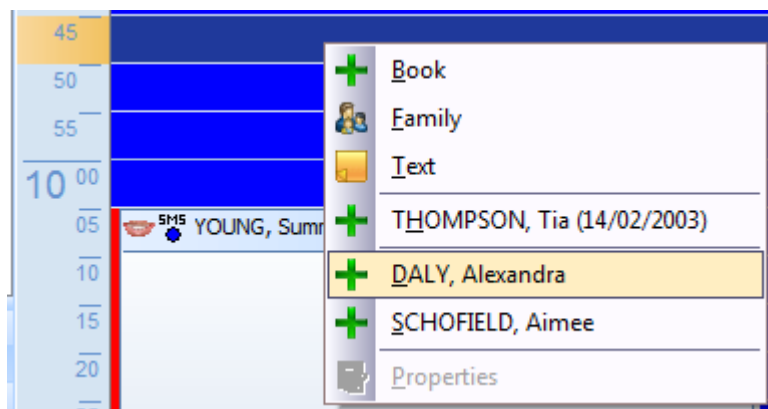 45
50
55
10 00
05
10
15
20
SMS YOUNG, Sum
Book
Family
Text
THOMPSON, Tia (14/02/2003)
DALY, Alexandra
SCHOFIELD, Aimee
Properties